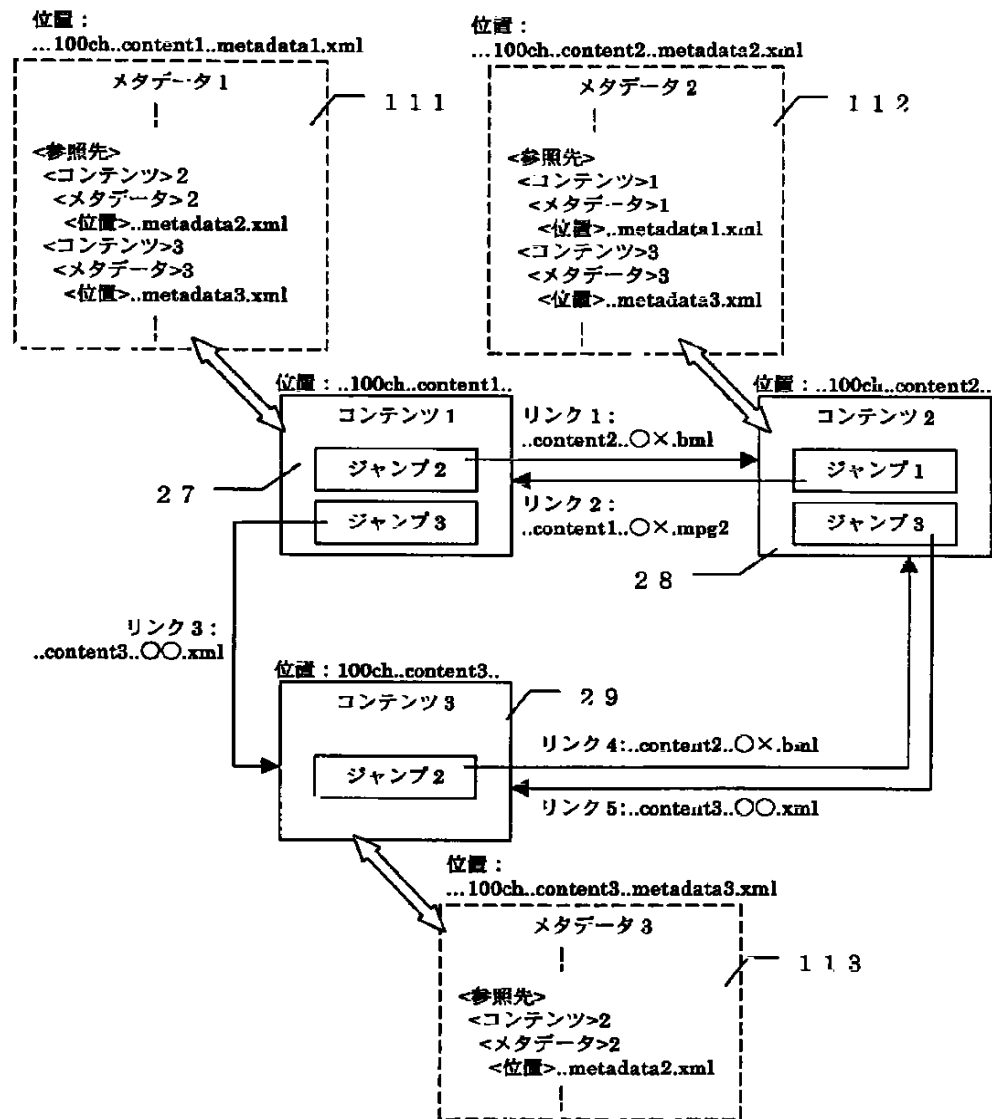 位置：
...100ch..content1..metadata1.xml
メタデータ1
111
<参照先>
<コンテンツ>2
<メタデータ>2
<位置>..metadata2.xml
<コンテンツ>3
<メタデータ>3
<位置>..metadata3.xml
位置：
...100ch..content2..metadata2.xml
メタデータ2
112
<参照先>
<コンテンツ>1
<メタデータ>1
<位置>..metadata1.xml
<コンテンツ>3
<メタデータ>3
<位置>..metadata3.xml
位置：..100ch..content1..
コンテンツ1
ジャンプ2
ジャンプ3
27
リンク1：
..content2..○×.bml
リンク2：
..content1..○×.mpg2
位置：..100ch..content2..
コンテンツ2
ジャンプ1
ジャンプ3
28
リンク3：
..content3..○○.xml
位置：100ch..content3..
コンテンツ3
ジャンプ2
29
リンク4:..content2..○×.bml
リンク5:..content3..○○.xml
位置：
...100ch..content3..metadata3.xml
メタデータ3
113
<参照先>
<コンテンツ>2
<メタデータ>2
<位置>..metadata2.xml